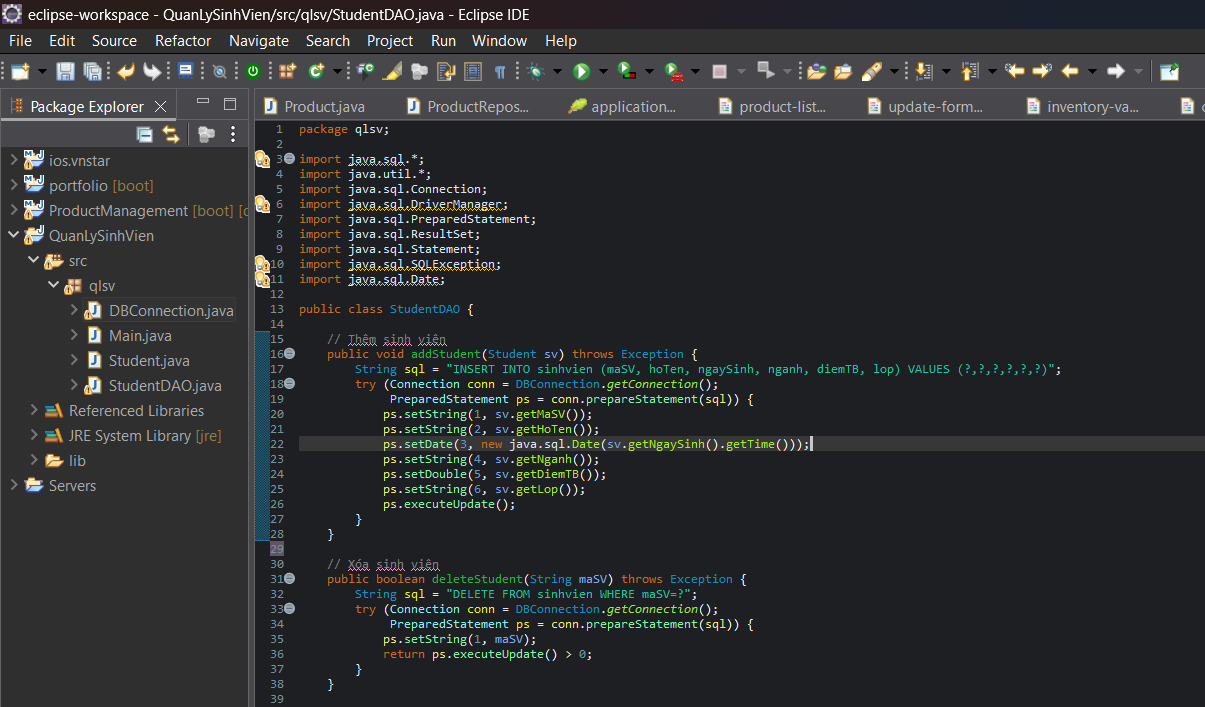 eclipse-workspace - QuanLySinhVien/src/qlsv/StudentDAO.java - Eclipse IDE
File Edit Source Refactor Navigate Search Project Run Window Help
Package Explorer
ios.vnstar
portfolio [boot]
ProductManagement [boot] [
QuanLySinhVien
src
qlsv
DBConnection.java
Main.java
Student.java
StudentDAO.java
Referenced Libraries
JRE System Library [jre]
lib
Servers
Product.java ProductRepos... application... product-list... update-form... inventory-va...
1 package qlsv;
2
3 import java.sql.*;
4 import java.util.*;
5 import java.sql.Connection;
6 import java.sql.DriverManager;
7 import java.sql.PreparedStatement;
8 import java.sql.ResultSet;
9 import java.sql.Statement;
10 import java.sql.SQLException;
11 import java.sql.Date;
12
13 public class StudentDAO {
14
15 // Thêm sinh viên
16 public void addStudent(Student sv) throws Exception {
17 String sql = "INSERT INTO sinhvien (maSV, hoTen, ngaySinh, nganh, diemTB, lop) VALUES (?,?,?,?,?,?)";
18 try (Connection conn = DBConnection.getConnection();
19 PreparedStatement ps = conn.prepareStatement(sql)) {
20 ps.setString(1, sv.getMaSV());
21 ps.setString(2, sv.getHoTen());
22 ps.setDate(3, new java.sql.Date(sv.getNgaySinh().getTime()));
23 ps.setString(4, sv.getNganh());
24 ps.setDouble(5, sv.getDiemTB());
25 ps.setString(6, sv.getLop());
26 ps.executeUpdate();
27 }
28 }
29
30 // Xóa sinh viên
31 public boolean deleteStudent(String maSV) throws Exception {
32 String sql = "DELETE FROM sinhvien WHERE maSV=?";
33 try (Connection conn = DBConnection.getConnection();
34 PreparedStatement ps = conn.prepareStatement(sql)) {
35 ps.setString(1, maSV);
36 return ps.executeUpdate() > 0;
37 }
38 }
39